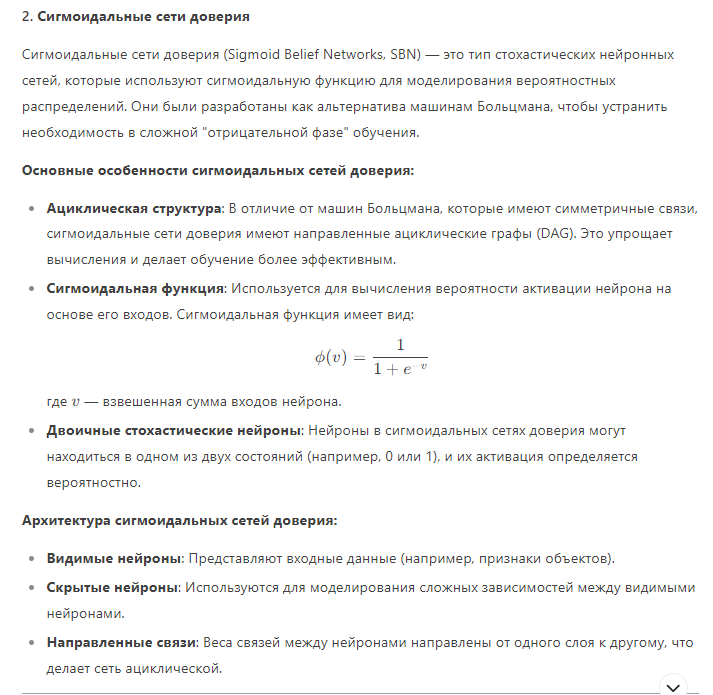 2. Сигмоидальные сети доверия
Сигмоидальные сети доверия (Sigmoid Belief Networks, SBN) — это тип стохастических нейронных
сетей, которые используют сигмоидальную функцию для моделирования вероятностных
распределений. Они были разработаны как альтернатива машинам Больцмана, чтобы устранить
необходимость в сложной "отрицательной фазе" обучения.
Основные особенности сигмоидальных сетей доверия:
• Ациклическая структура: В отличие от машин Больцмана, которые имеют симметричные связи,
сигмоидальные сети доверия имеют направленные ациклические графы (DAG). Это упрощает
вычисления и делает обучение более эффективным.
• Сигмоидальная функция: Используется для вычисления вероятности активации нейрона на
основе его входов. Сигмоидальная функция имеет вид:
ϕ(v) = 1 / (1 + e^−v)
где v — взвешенная сумма входов нейрона.
• Двоичные стохастические нейроны: Нейроны в сигмоидальных сетях доверия могут
находиться в одном из двух состояний (например, 0 или 1), и их активация определяется
вероятностно.
Архитектура сигмоидальных сетей доверия:
• Видимые нейроны: Представляют входные данные (например, признаки объектов).
• Скрытые нейроны: Используются для моделирования сложных зависимостей между видимыми
нейронами.
• Направленные связи: Веса связей между нейронами направлены от одного слоя к другому, что
делает сеть ациклической.